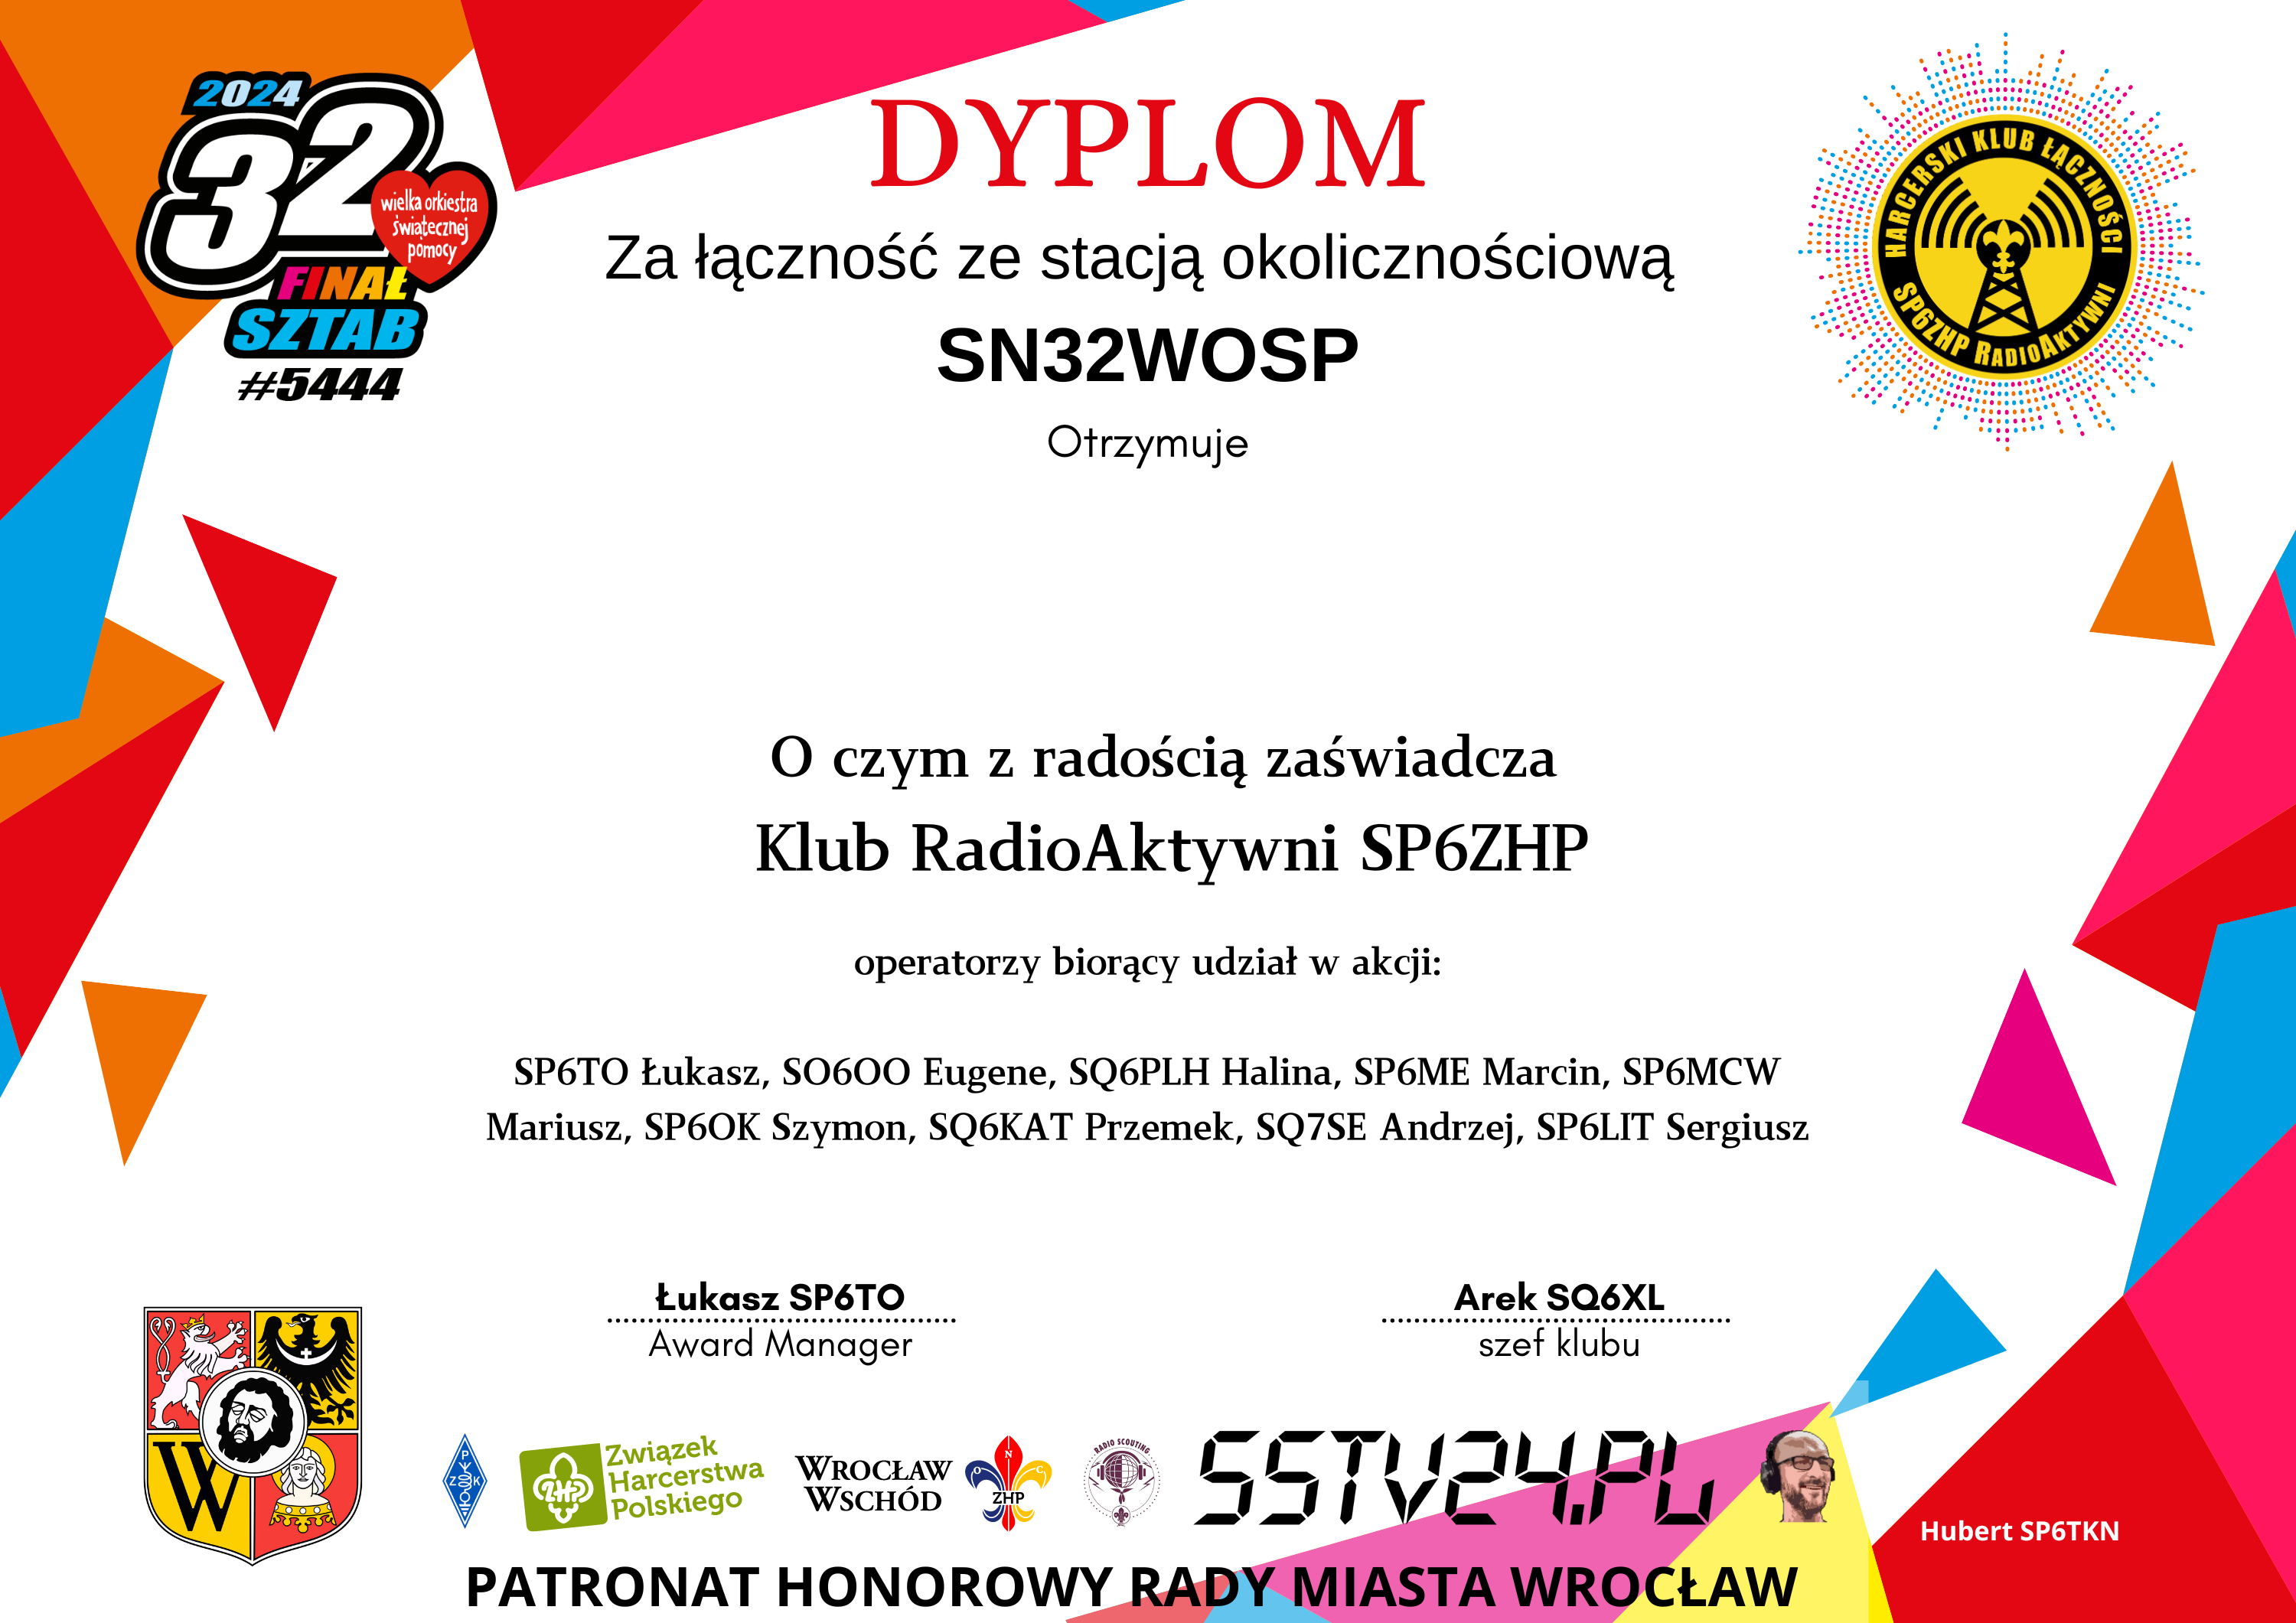 2024
32
wielka orkiestra
świątecznej
pomocy
FINAŁ
SZTAB
#5444
DYPLOM
Za łączność ze stacją okolicznościową
SN32WOSP
Otrzymuje
HARCERSKI KLUB ŁĄCZNOŚCI
SP6ZHP RADIOAKTYWNI
O czym z radością zaświadcza
Klub RadioAktywni SP6ZHP
operatorzy biorący udział w akcji:
SP6TO Łukasz, SO6OO Eugene, SQ6PLH Halina, SP6ME Marcin, SP6MCW
Mariusz, SP6OK Szymon, SQ6KAT Przemek, SQ7SE Andrzej, SP6LIT Sergiusz
Łukasz SP6TO
Award Manager
Arek SQ6XL
szef klubu
W
P
Z K
ZHP
Związek
Harcerstwa
Polskiego
WROCŁAW
WSCHÓD
O N C
ZHP
RADIO SCOUTING
SSTV24.PL
Hubert SP6TKN
PATRONAT HONOROWY RADY MIASTA WROCŁAW